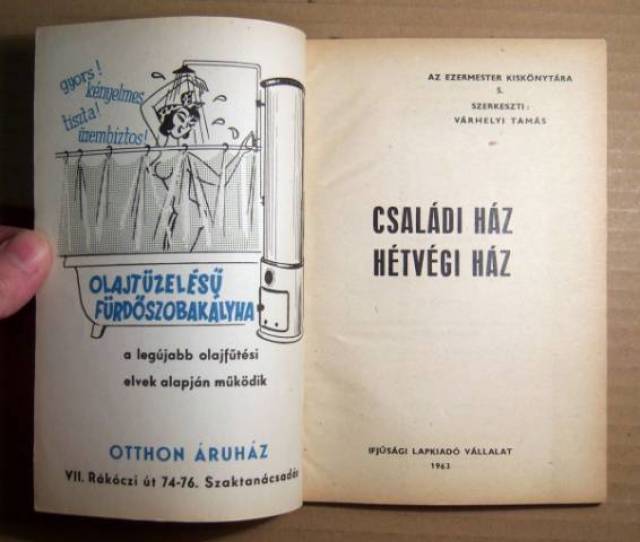 gyors!
kényelmes
tiszta!
üzembiztos!
OLAJTÜZELÉSŰ
FÜRDŐSZOBAKÁLYHA
a legújabb olajfűtési
elvek alapján működik
OTTHON ÁRUHÁZ
VII. Rákóczi út 74-76. Szaktanácsadás
AZ EZERMESTER KISKÖNYVTÁRA
5.
SZERKESZTI:
VÁRHELYI TAMÁS
CSALÁDI HÁZ
HÉTVÉGI HÁZ
IFJÚSÁGI LAPKIADÓ VÁLLALAT
1963